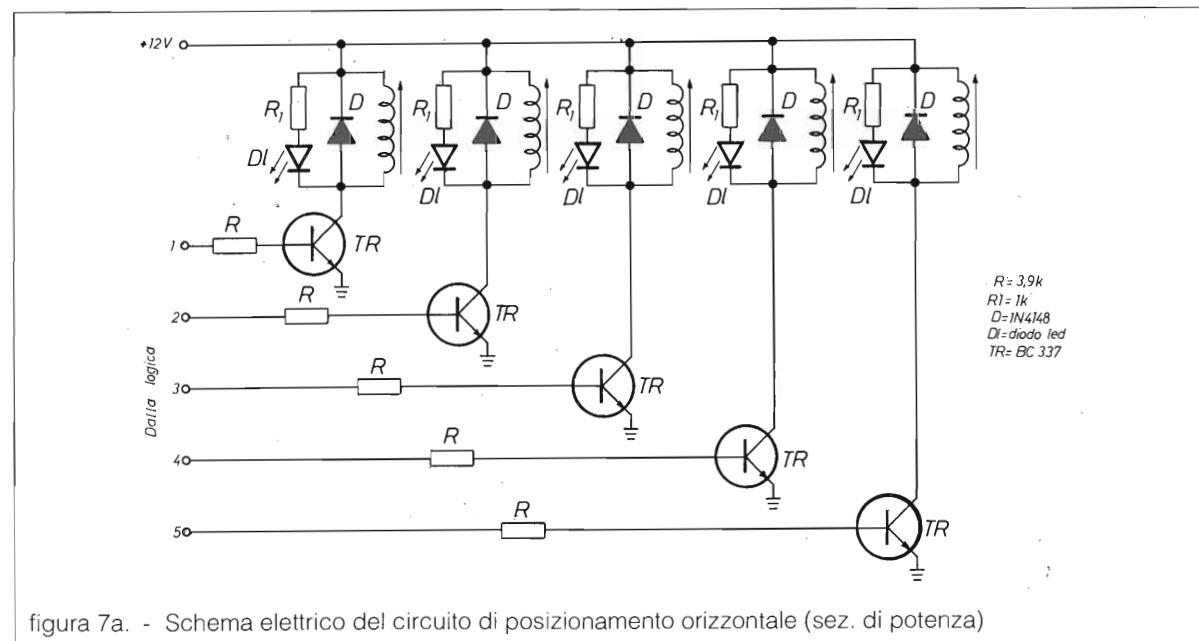 +12V
R1 D R1 D R1 D R1 D R1 D
Dl Dl Dl Dl Dl
1 R TR
2 R TR
3 R TR
4 R TR
5 R TR
Dalla logica
R= 3,9k
R1= 1k
D=1N4148
Dl=diodo led
TR= BC 337
figura 7a. - Schema elettrico del circuito di posizionamento orizzontale (sez. di potenza)